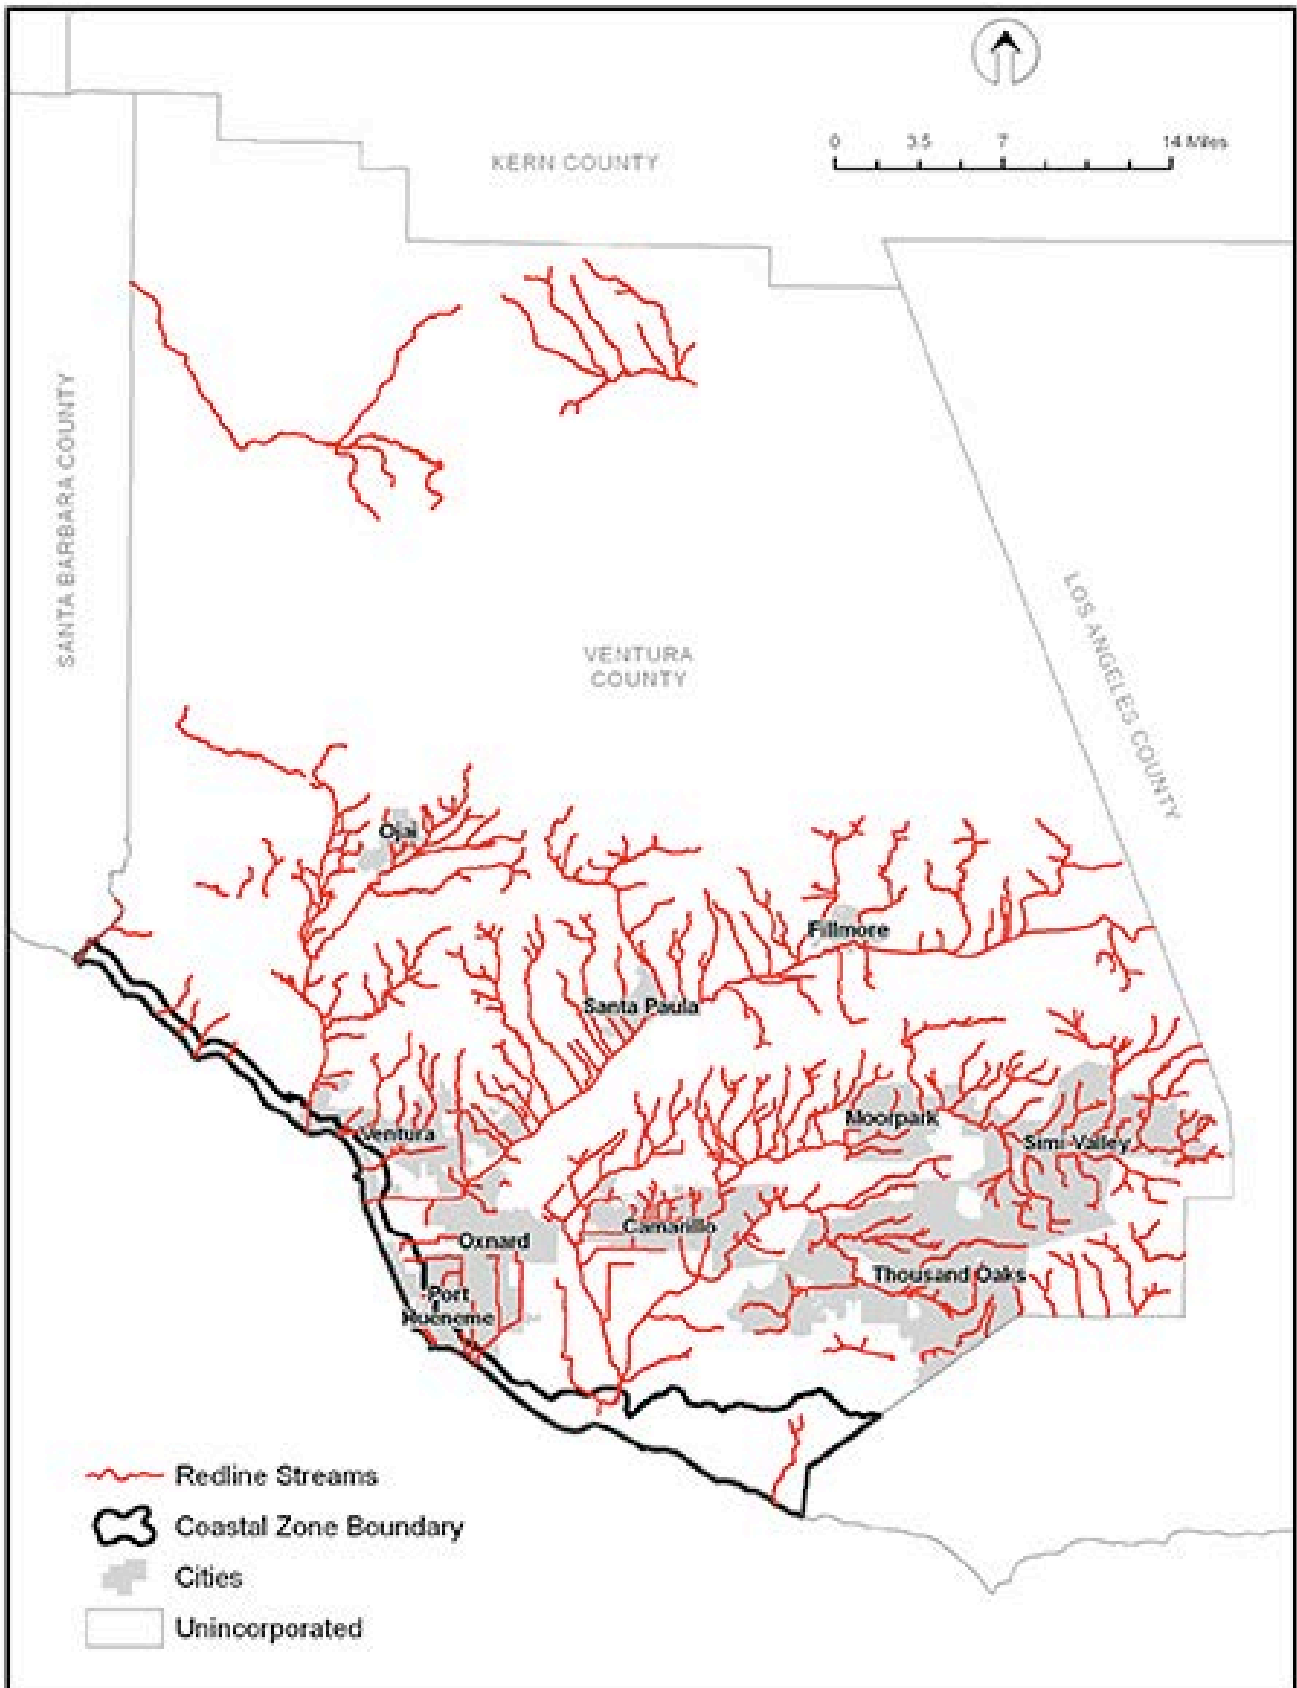 0 3.5 7 14 Miles
KERN COUNTY
SANTA BARBARA COUNTY
LOS ANGELES COUNTY
VENTURA
COUNTY
Ojai
Fillmore
Santa Paula
Moorpark
Ventura
Simi Valley
Camarillo
Oxnard
Thousand Oaks
Port
Hueneme
Redline Streams
Coastal Zone Boundary
Cities
Unincorporated